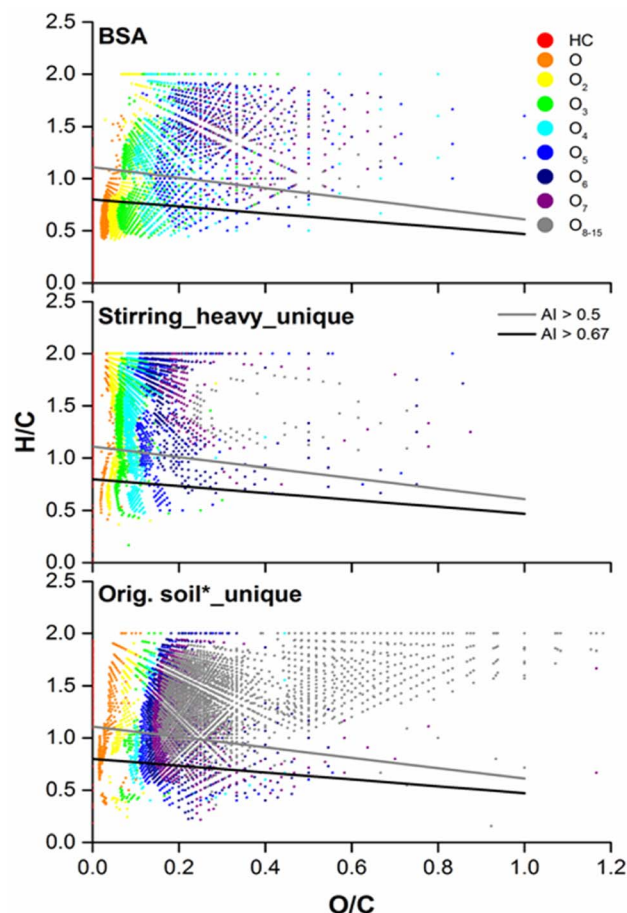 BSA
HC
O
O2
O3
O4
O5
O6
O7
O8-15
2.5
2.0
1.5
1.0
0.5
0.0
Stirring_heavy_unique
AI > 0.5
AI > 0.67
2.5
2.0
1.5
1.0
0.5
0.0
H/C
Orig. soil*_unique
2.5
2.0
1.5
1.0
0.5
0.0
0.0 0.2 0.4 0.6 0.8 1.0 1.2
O/C